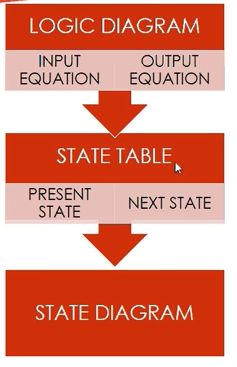 LOGIC DIAGRAM
INPUT EQUATION
OUTPUT EQUATION
STATE TABLE
PRESENT STATE
NEXT STATE
STATE DIAGRAM